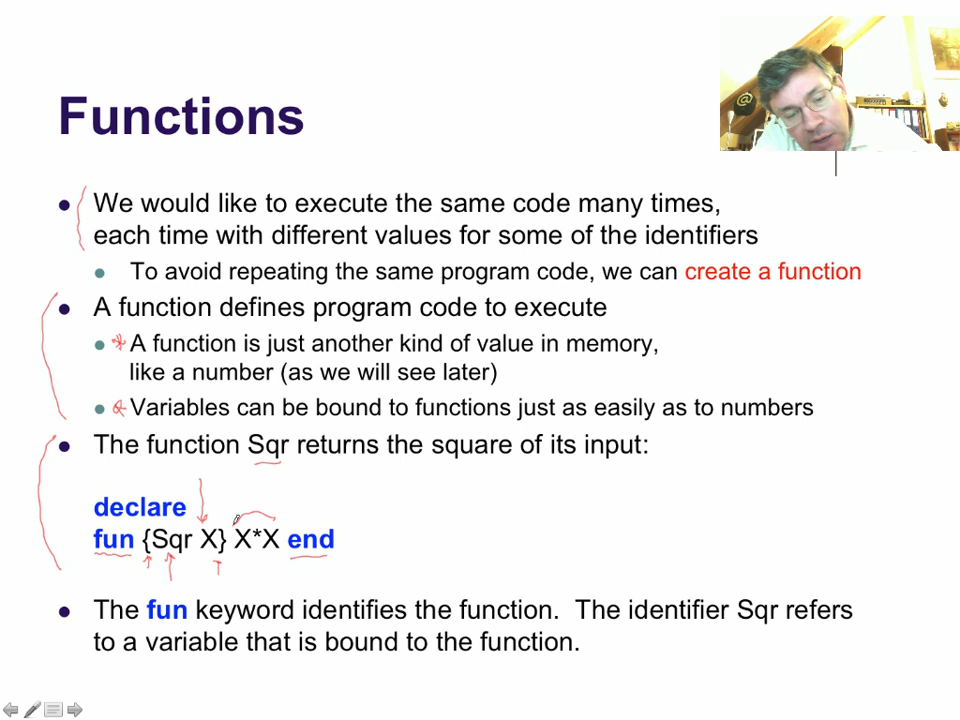 Functions
We would like to execute the same code many times,
each time with different values for some of the identifiers
To avoid repeating the same program code, we can create a function
A function defines program code to execute
A function is just another kind of value in memory,
like a number (as we will see later)
Variables can be bound to functions just as easily as to numbers
The function Sqr returns the square of its input:
declare
fun {Sqr X} X*X end
The fun keyword identifies the function. The identifier Sqr refers
to a variable that is bound to the function.